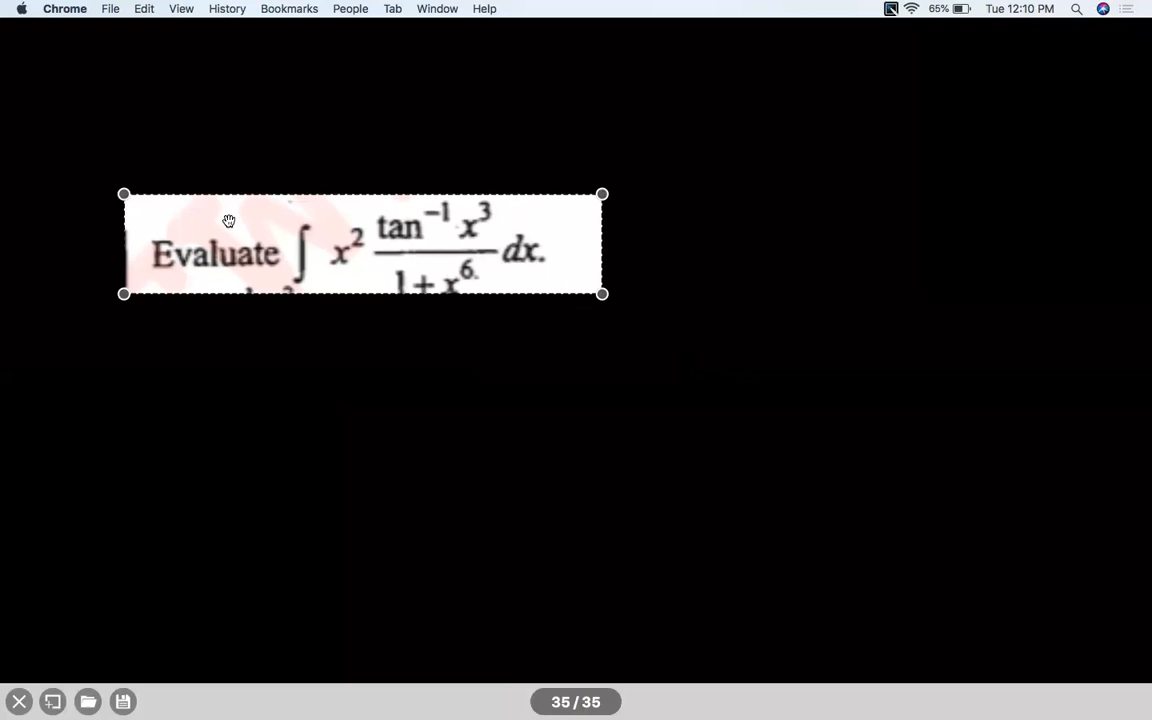 Chrome File Edit View History Bookmarks People Tab Window Help 65% Tue 12:10 PM
Evaluate ∫ x² tan⁻¹ x³ / 1 + x⁶ dx.
35 / 35